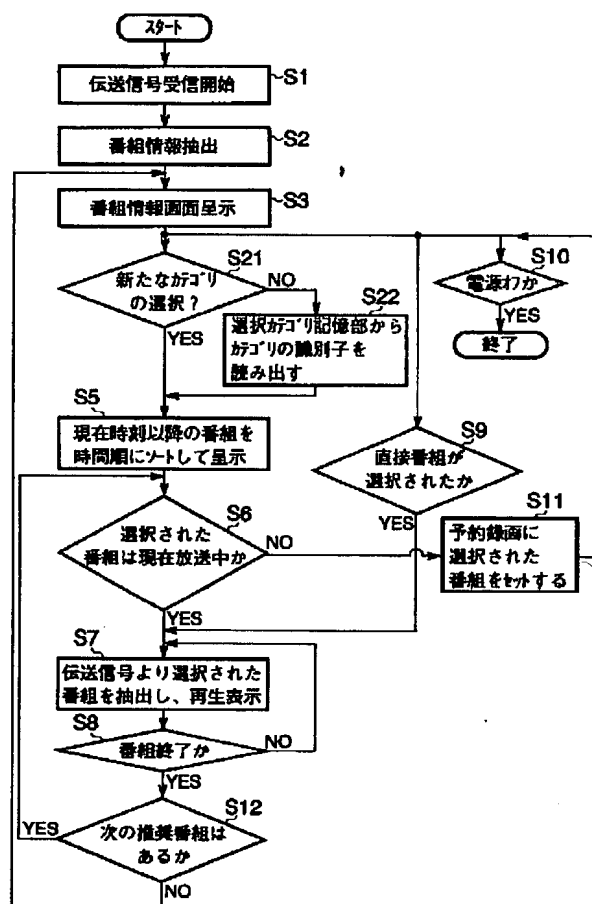 スタート
伝送信号受信開始
S1
番組情報抽出
S2
番組情報画面呈示
S3
新たなカテゴリ
の選択？
S21
NO
YES
選択カテゴリ記憶部から
カテゴリの識別子を
読み出す
S22
電源オフか
S10
YES
終了
S5
現在時刻以降の番組を
時間順にソートして呈示
直接番組が
選択されたか
S9
YES
選択された
番組は現在放送中か
S6
NO
YES
S11
予約録画に
選択された
番組をセットする
S7
伝送信号より選択された
番組を抽出し、再生表示
S8
番組終了か
NO
YES
S12
次の推奨番組は
あるか
YES
NO